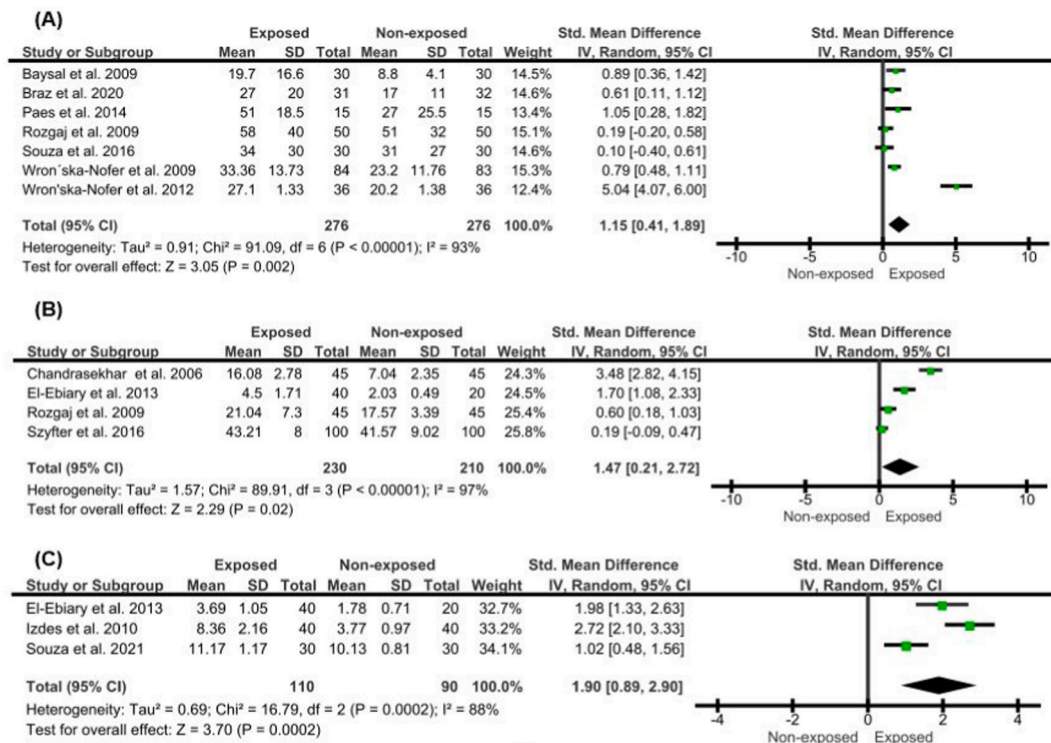 (A)
Exposed Non-exposed Std. Mean Difference Std. Mean Difference
Study or Subgroup Mean SD Total Mean SD Total Weight IV, Random, 95% CI IV, Random, 95% CI
Baysal et al. 2009 19.7 16.6 30 8.8 4.1 30 14.5% 0.89 [0.36, 1.42]
Braz et al. 2020 27 20 31 17 11 32 14.6% 0.61 [0.11, 1.12]
Paes et al. 2014 51 18.5 15 27 25.5 15 13.4% 1.05 [0.28, 1.82]
Rozgaj et al. 2009 58 40 50 51 32 50 15.1% 0.19 [-0.20, 0.58]
Souza et al. 2016 34 30 30 31 27 30 14.6% 0.10 [-0.40, 0.61]
Wron´ska-Nofer et al. 2009 33.36 13.73 84 23.2 11.76 83 15.3% 0.79 [0.48, 1.11]
Wron'ska-Nofer et al. 2012 27.1 1.33 36 20.2 1.38 36 12.4% 5.04 [4.07, 6.00]
Total (95% CI) 276 276 100.0% 1.15 [0.41, 1.89]
Heterogeneity: Tau² = 0.91; Chi² = 91.09, df = 6 (P < 0.00001); I² = 93%
Test for overall effect: Z = 3.05 (P = 0.002)
-10 -5 0 5 10
Non-exposed Exposed
(B)
Exposed Non-exposed Std. Mean Difference Std. Mean Difference
Study or Subgroup Mean SD Total Mean SD Total Weight IV, Random, 95% CI IV, Random, 95% CI
Chandrasekhar et al. 2006 16.08 2.78 45 7.04 2.35 45 24.3% 3.48 [2.82, 4.15]
El-Ebiary et al. 2013 4.5 1.71 40 2.03 0.49 20 24.5% 1.70 [1.08, 2.33]
Rozgaj et al. 2009 21.04 7.3 45 17.57 3.39 45 25.4% 0.60 [0.18, 1.03]
Szyfter et al. 2016 43.21 8 100 41.57 9.02 100 25.8% 0.19 [-0.09, 0.47]
Total (95% CI) 230 210 100.0% 1.47 [0.21, 2.72]
Heterogeneity: Tau² = 1.57; Chi² = 89.91, df = 3 (P < 0.00001); I² = 97%
Test for overall effect: Z = 2.29 (P = 0.02)
-10 -5 0 5 10
Non-exposed Exposed
(C)
Exposed Non-exposed Std. Mean Difference Std. Mean Difference
Study or Subgroup Mean SD Total Mean SD Total Weight IV, Random, 95% CI IV, Random, 95% CI
El-Ebiary et al. 2013 3.69 1.05 40 1.78 0.71 20 32.7% 1.98 [1.33, 2.63]
Izdes et al. 2010 8.36 2.16 40 3.77 0.97 40 33.2% 2.72 [2.10, 3.33]
Souza et al. 2021 11.17 1.17 30 10.13 0.81 30 34.1% 1.02 [0.48, 1.56]
Total (95% CI) 110 90 100.0% 1.90 [0.89, 2.90]
Heterogeneity: Tau² = 0.69; Chi² = 16.79, df = 2 (P = 0.0002); I² = 88%
Test for overall effect: Z = 3.70 (P = 0.0002)
-4 -2 0 2 4
Non-exposed Exposed